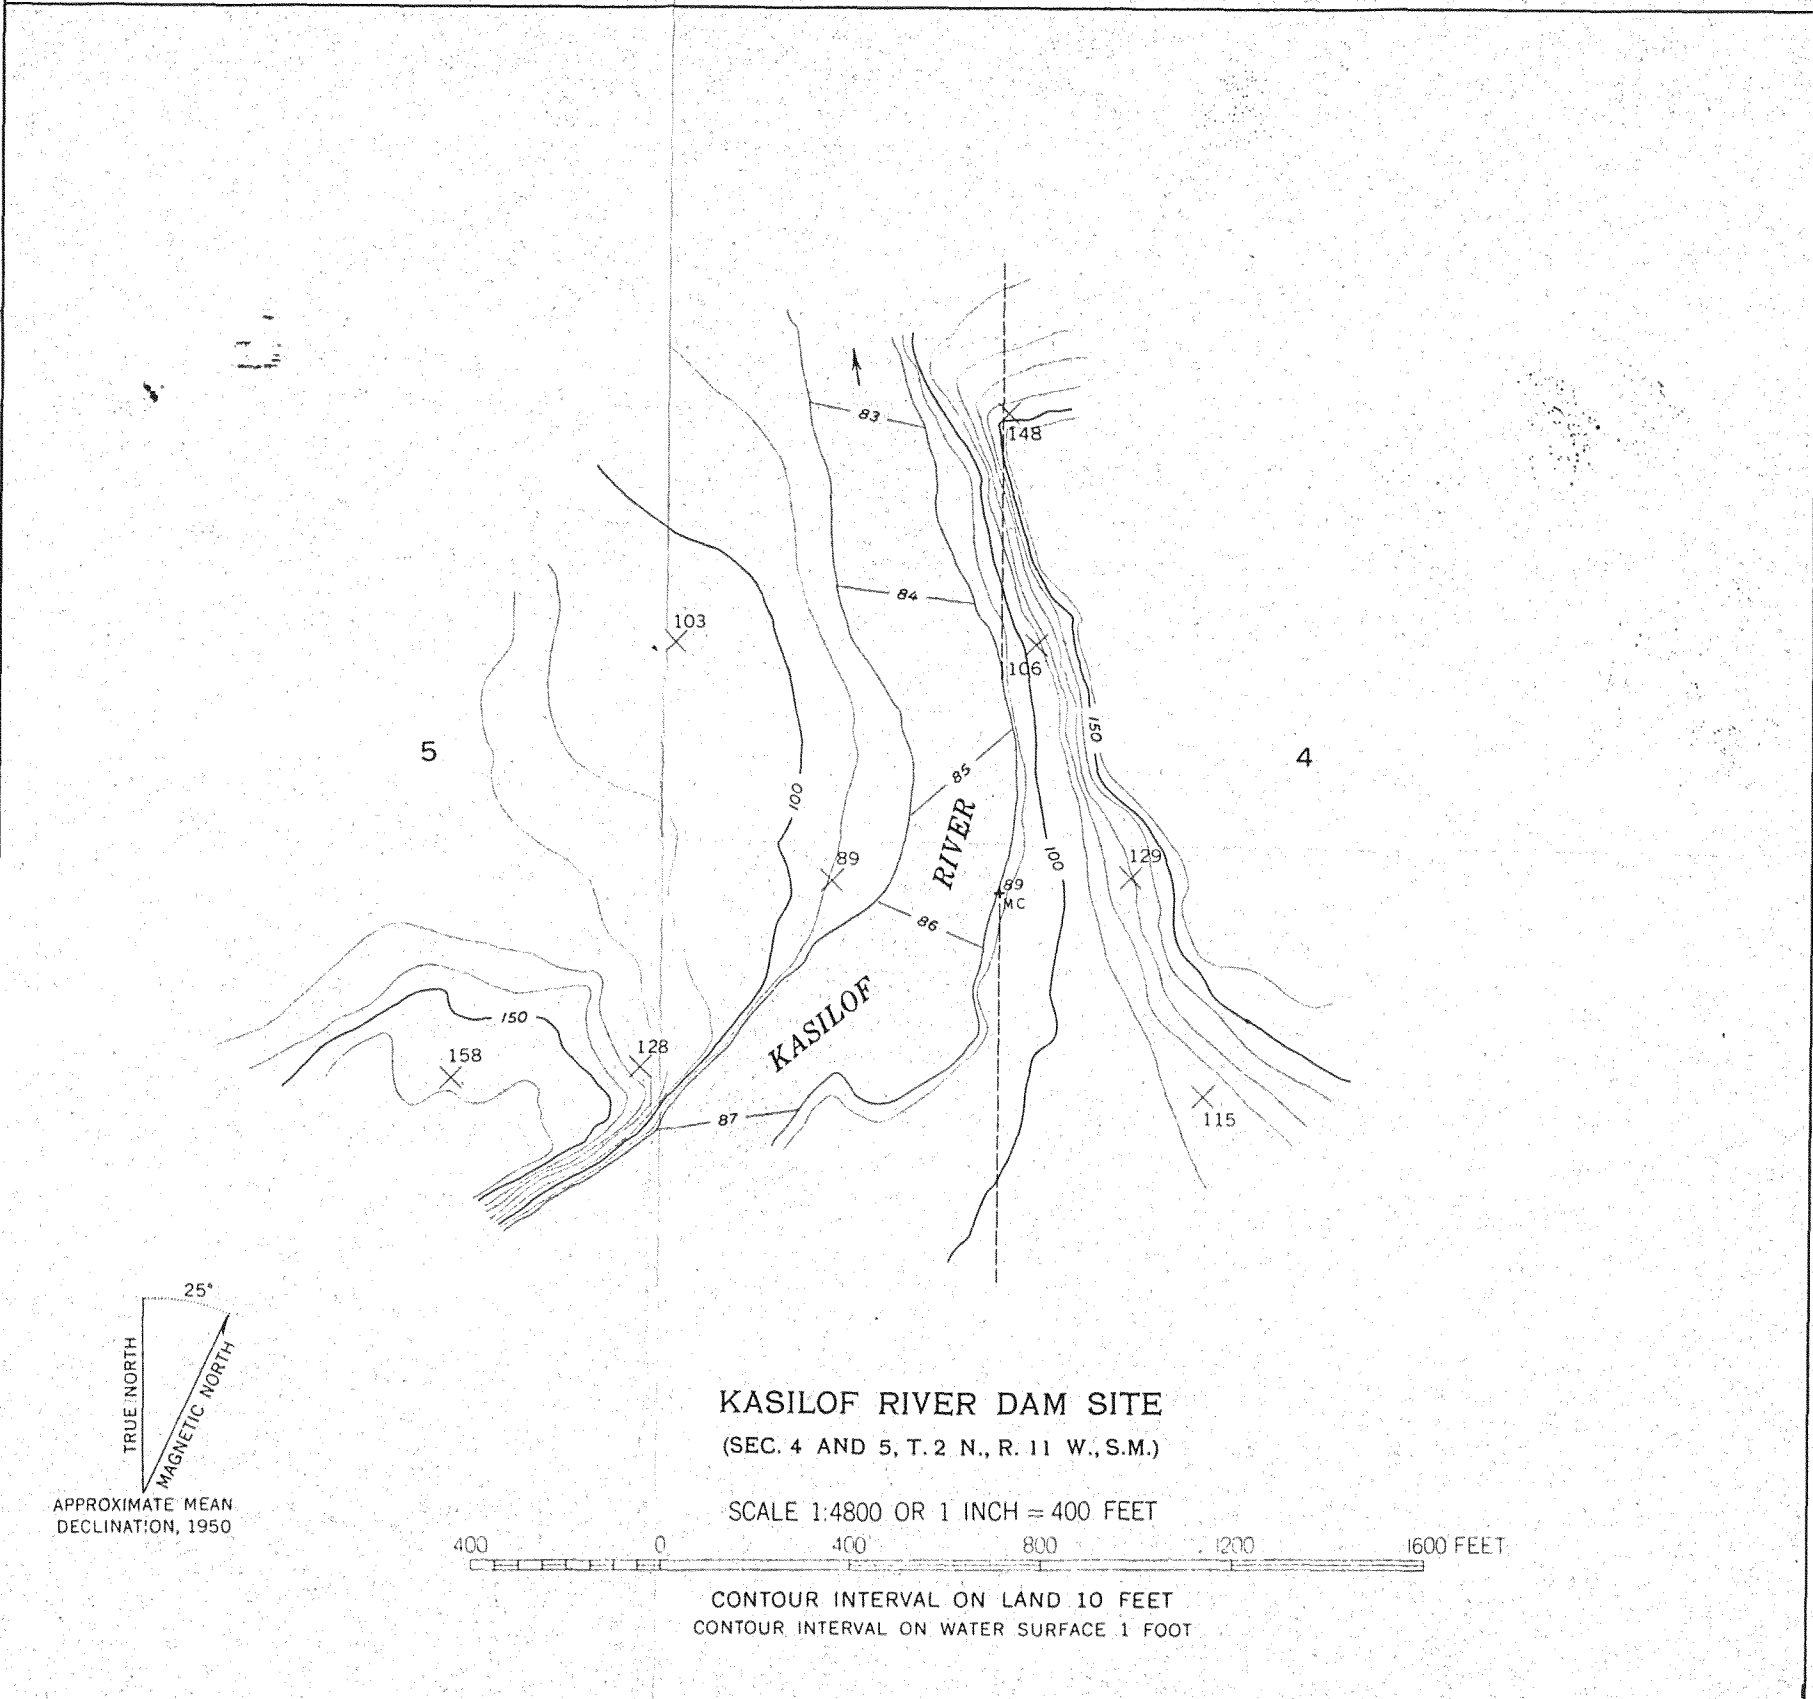 83
148
84
103
106
5
150
4
85
100
RIVER
100
89
129
89
MC
86
KASILOF
150
158
128
87
115
25°
TRUE NORTH
MAGNETIC NORTH
APPROXIMATE MEAN
DECLINATION, 1950
KASILOF RIVER DAM SITE
(SEC. 4 AND 5, T. 2 N., R. 11 W., S.M.)
SCALE 1:4800 OR 1 INCH = 400 FEET
400 0 400 800 1200 1600 FEET
CONTOUR INTERVAL ON LAND 10 FEET
CONTOUR INTERVAL ON WATER SURFACE 1 FOOT